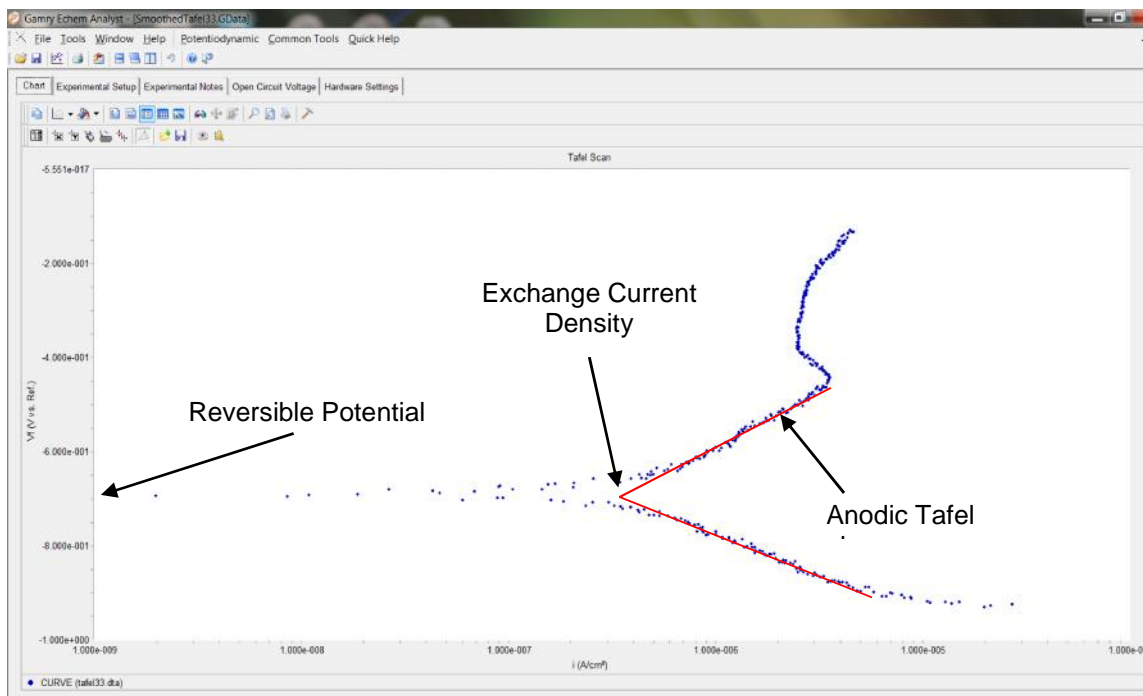 Gamry Echem Analyst - [SmoothedTafel33.GData]
File Tools Window Help Potentiodynamic Common Tools Quick Help
Chart Experimental Setup Experimental Notes Open Circuit Voltage Hardware Settings
Tafel Scan
-5.551e-017
-2.000e-001
Exchange Current
Density
-4.000e-001
Vf (V vs. Ref.)
Reversible Potential
-6.000e-001
Anodic Tafel
-8.000e-001
-1.000e+000
1.000e-009 1.000e-008 1.000e-007 1.000e-006 1.000e-005
i (A/cm²)
CURVE (tafel33.dta)